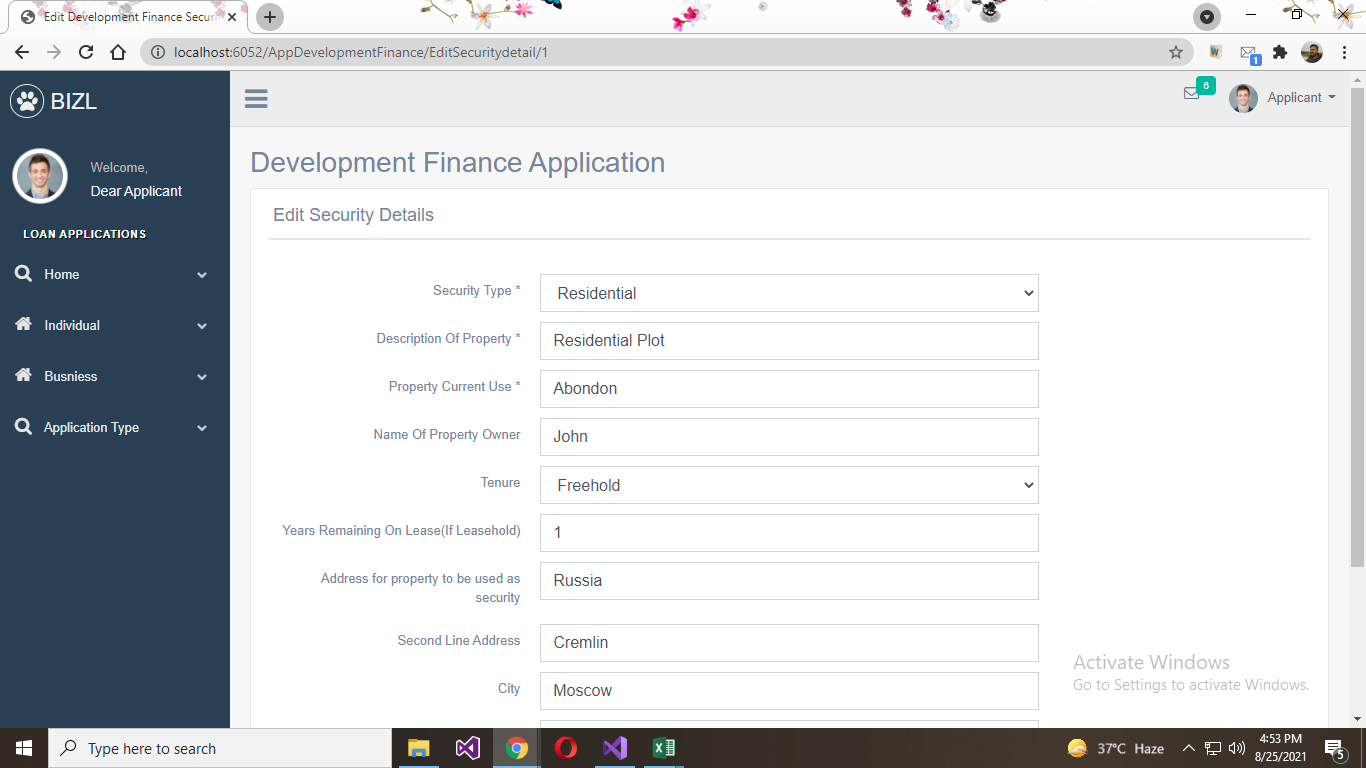 Edit Development Finance Securi
localhost:6052/AppDevelopmentFinance/EditSecuritydetail/1
W
1
BIZL
6
Applicant
Welcome,
Dear Applicant
LOAN APPLICATIONS
Home
Individual
Busniess
Application Type
Development Finance Application
Edit Security Details
Security Type * Residential
Description Of Property * Residential Plot
Property Current Use * Abondon
Name Of Property Owner John
Tenure Freehold
Years Remaining On Lease(If Leasehold) 1
Address for property to be used as
security
Russia
Second Line Address Cremlin
City Moscow
Activate Windows
Go to Settings to activate Windows.
Type here to search
37°C Haze
4:53 PM
8/25/2021
5